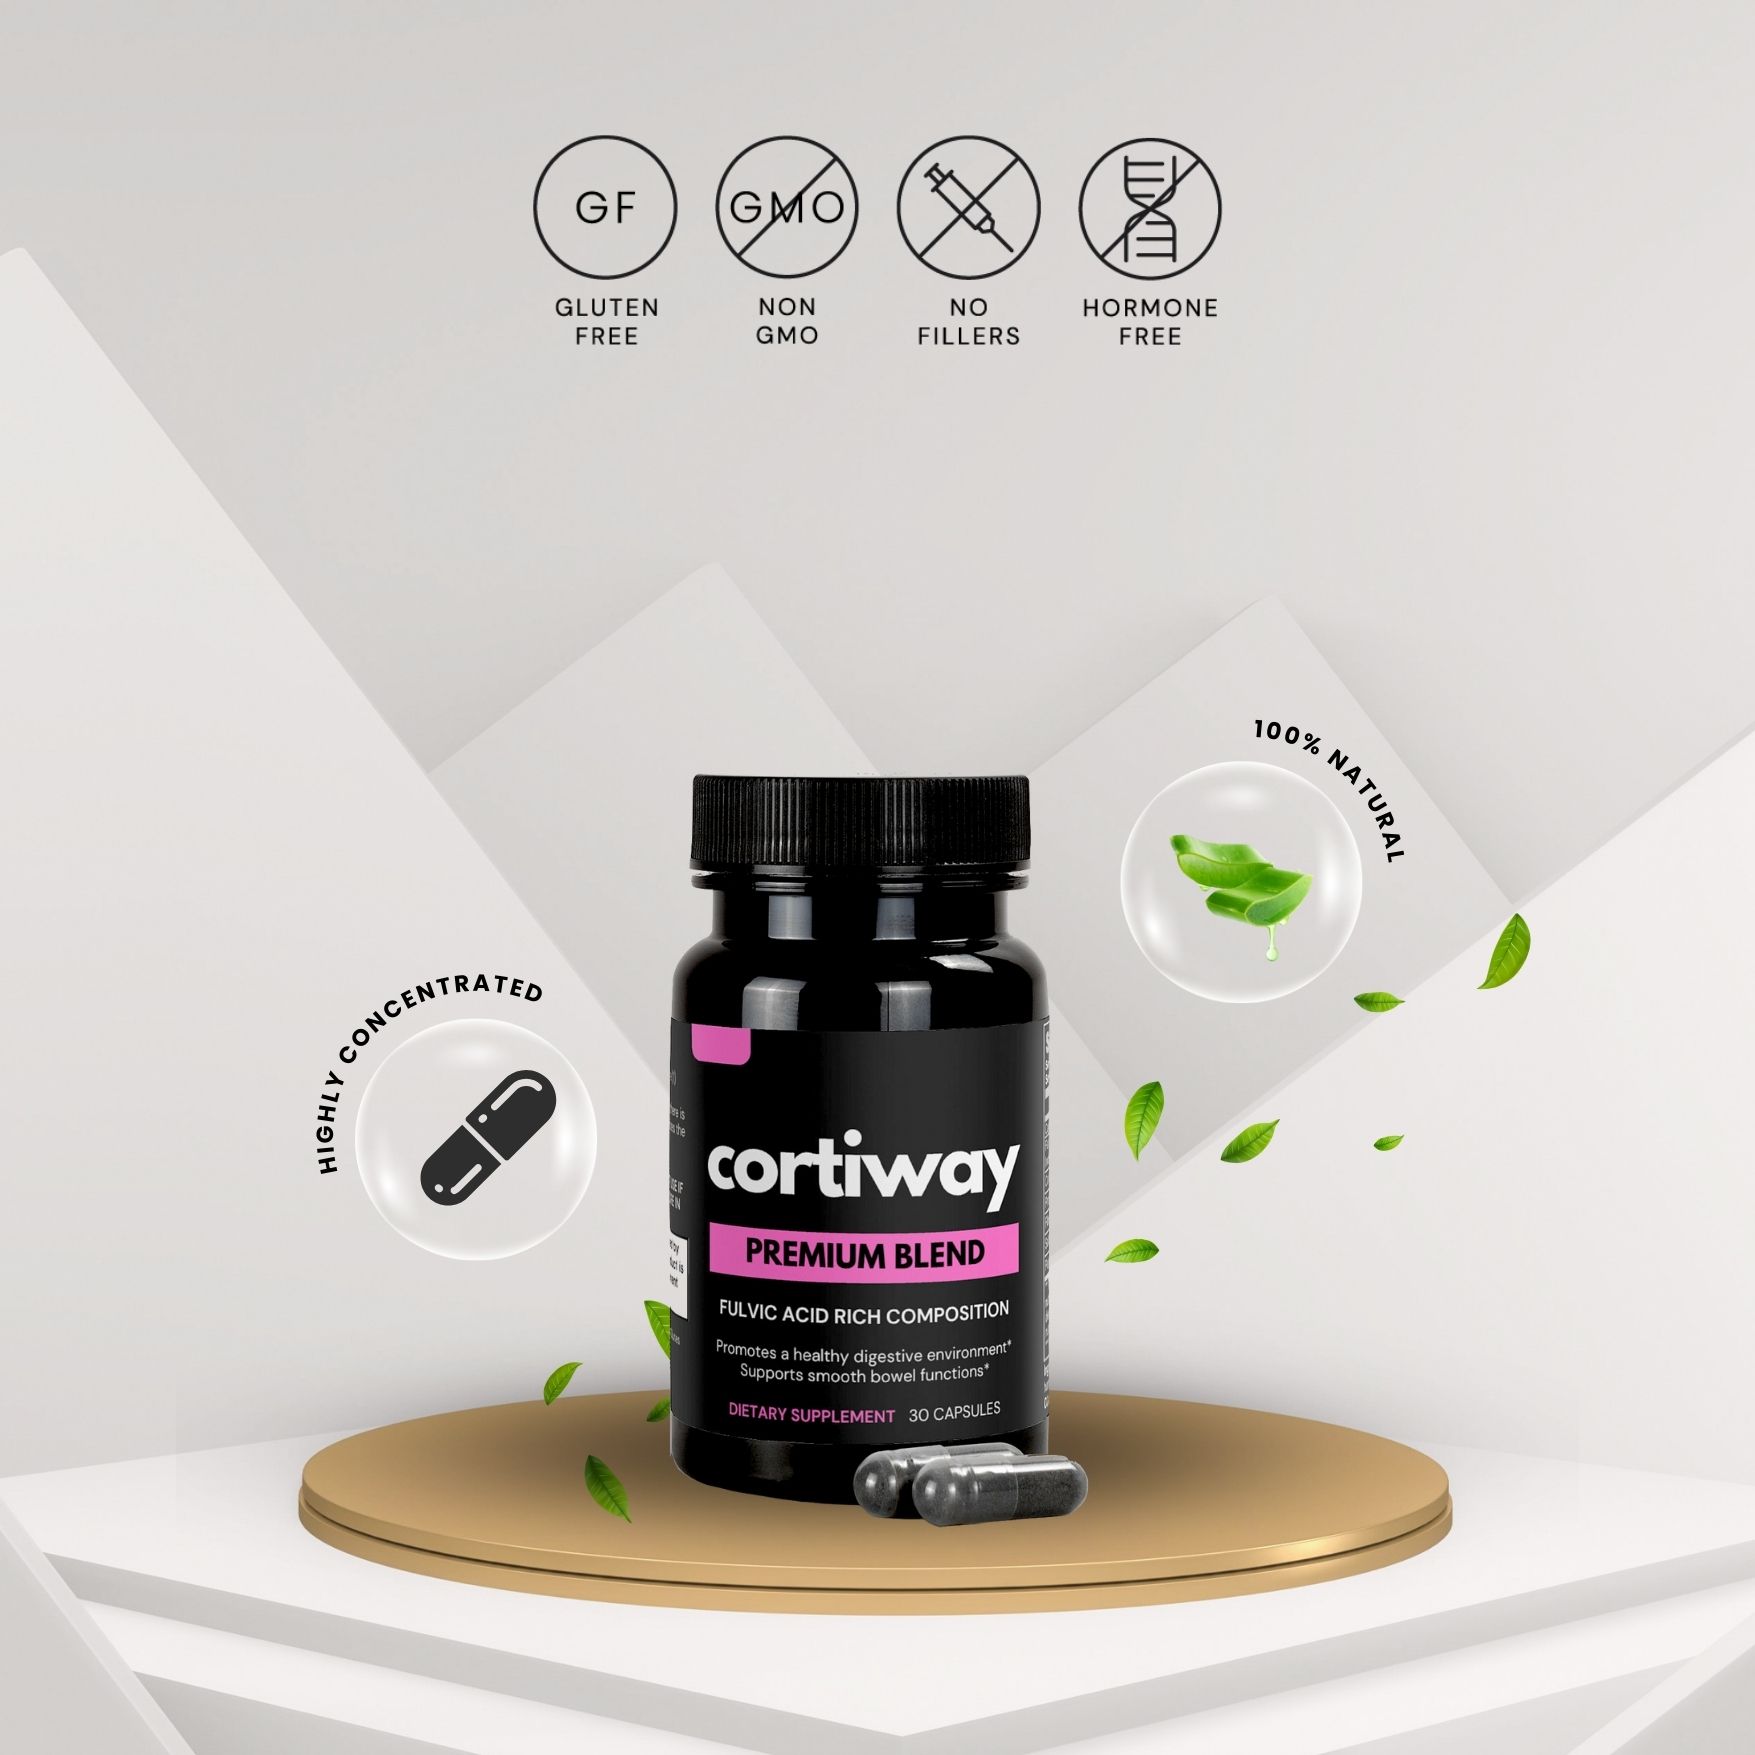 GF
GMO
GLUTEN
FREE
NON
GMO
NO
FILLERS
HORMONE
FREE
100% NATURAL
HIGHLY CONCENTRATED
cortiway
PREMIUM BLEND
FULVIC ACID RICH COMPOSITION
Promotes a healthy digestive environment*
Supports smooth bowel functions*
DIETARY SUPPLEMENT 30 CAPSULES